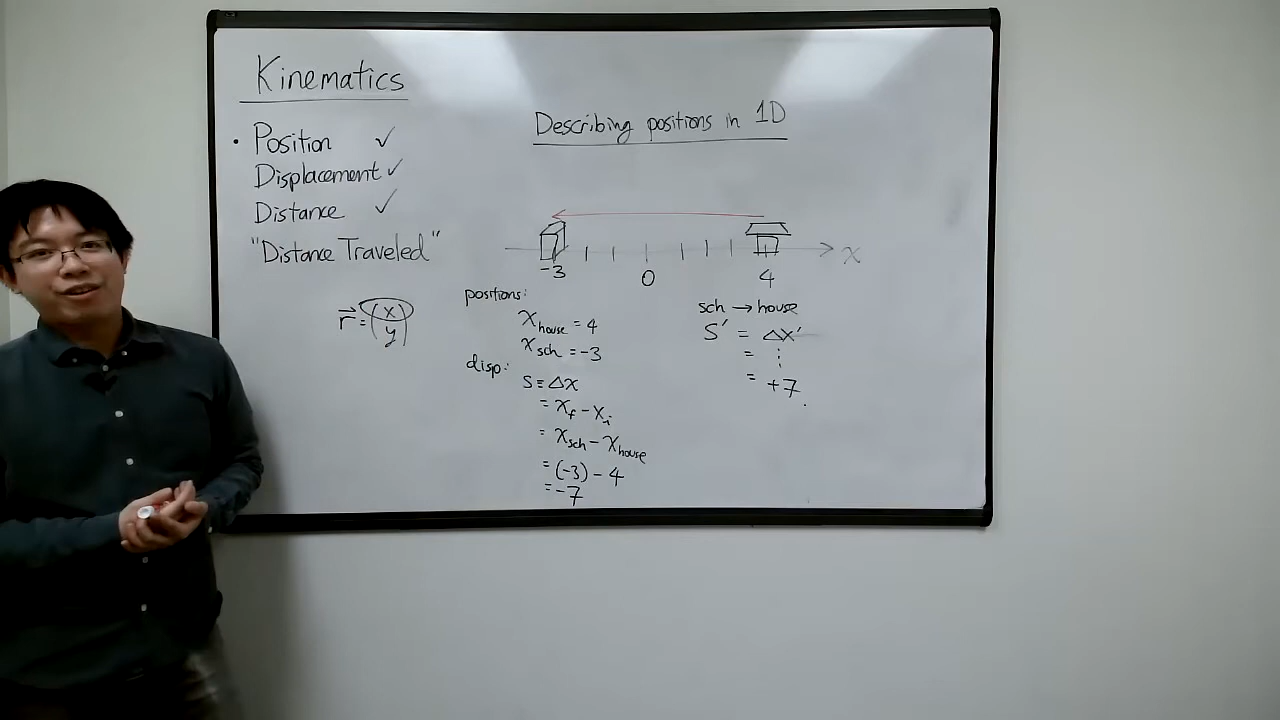 Kinematics
• Position ✓
Displacement ✓
Distance ✓
"Distance Traveled"
r⃗ = (x
y)
Describing positions in 1D
-3 0 4 x
positions:
x_house = 4
x_sch = -3
disp:
S ≡ Δx
= x_f - x_i
= x_sch - x_house
= (-3) - 4
= -7
sch → house
S' = Δx'
= ⋮
= +7